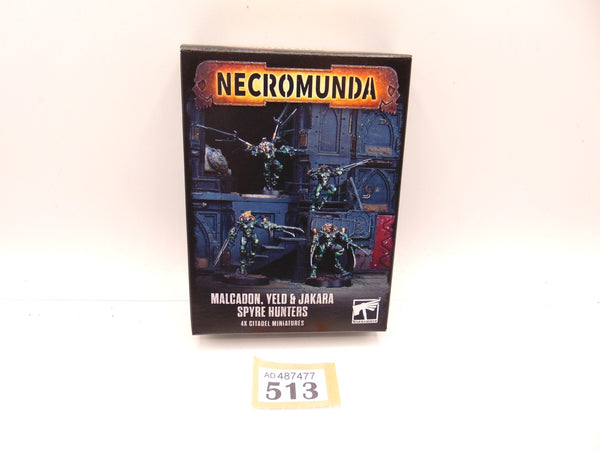 NECROMUNDA
MALCADON, YELD & JAKARA
SPYRE HUNTERS
4X CITADEL MINIATURES
AD 487477
513